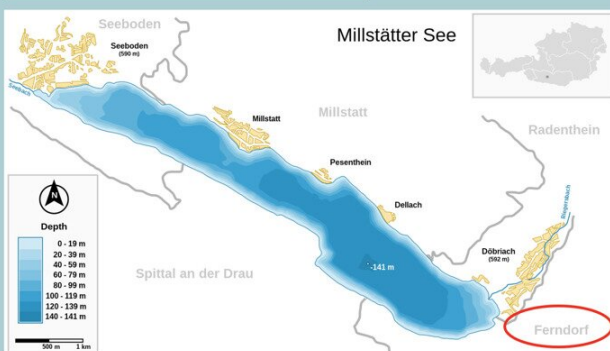 Seeboden
Millstätter See
Seeboden
(590 m)
Seebach
Millstatt
Millstatt
Radenthein
Pesenthein
Dellach
Riegerbach
N
Depth
0 - 19 m
20 - 39 m
40 - 59 m
60 - 79 m
80 - 99 m
100 - 119 m
120 - 139 m
140 - 141 m
500 m 1 km
Spittal an der Drau
-141 m
Döbriach
(592 m)
Ferndorf